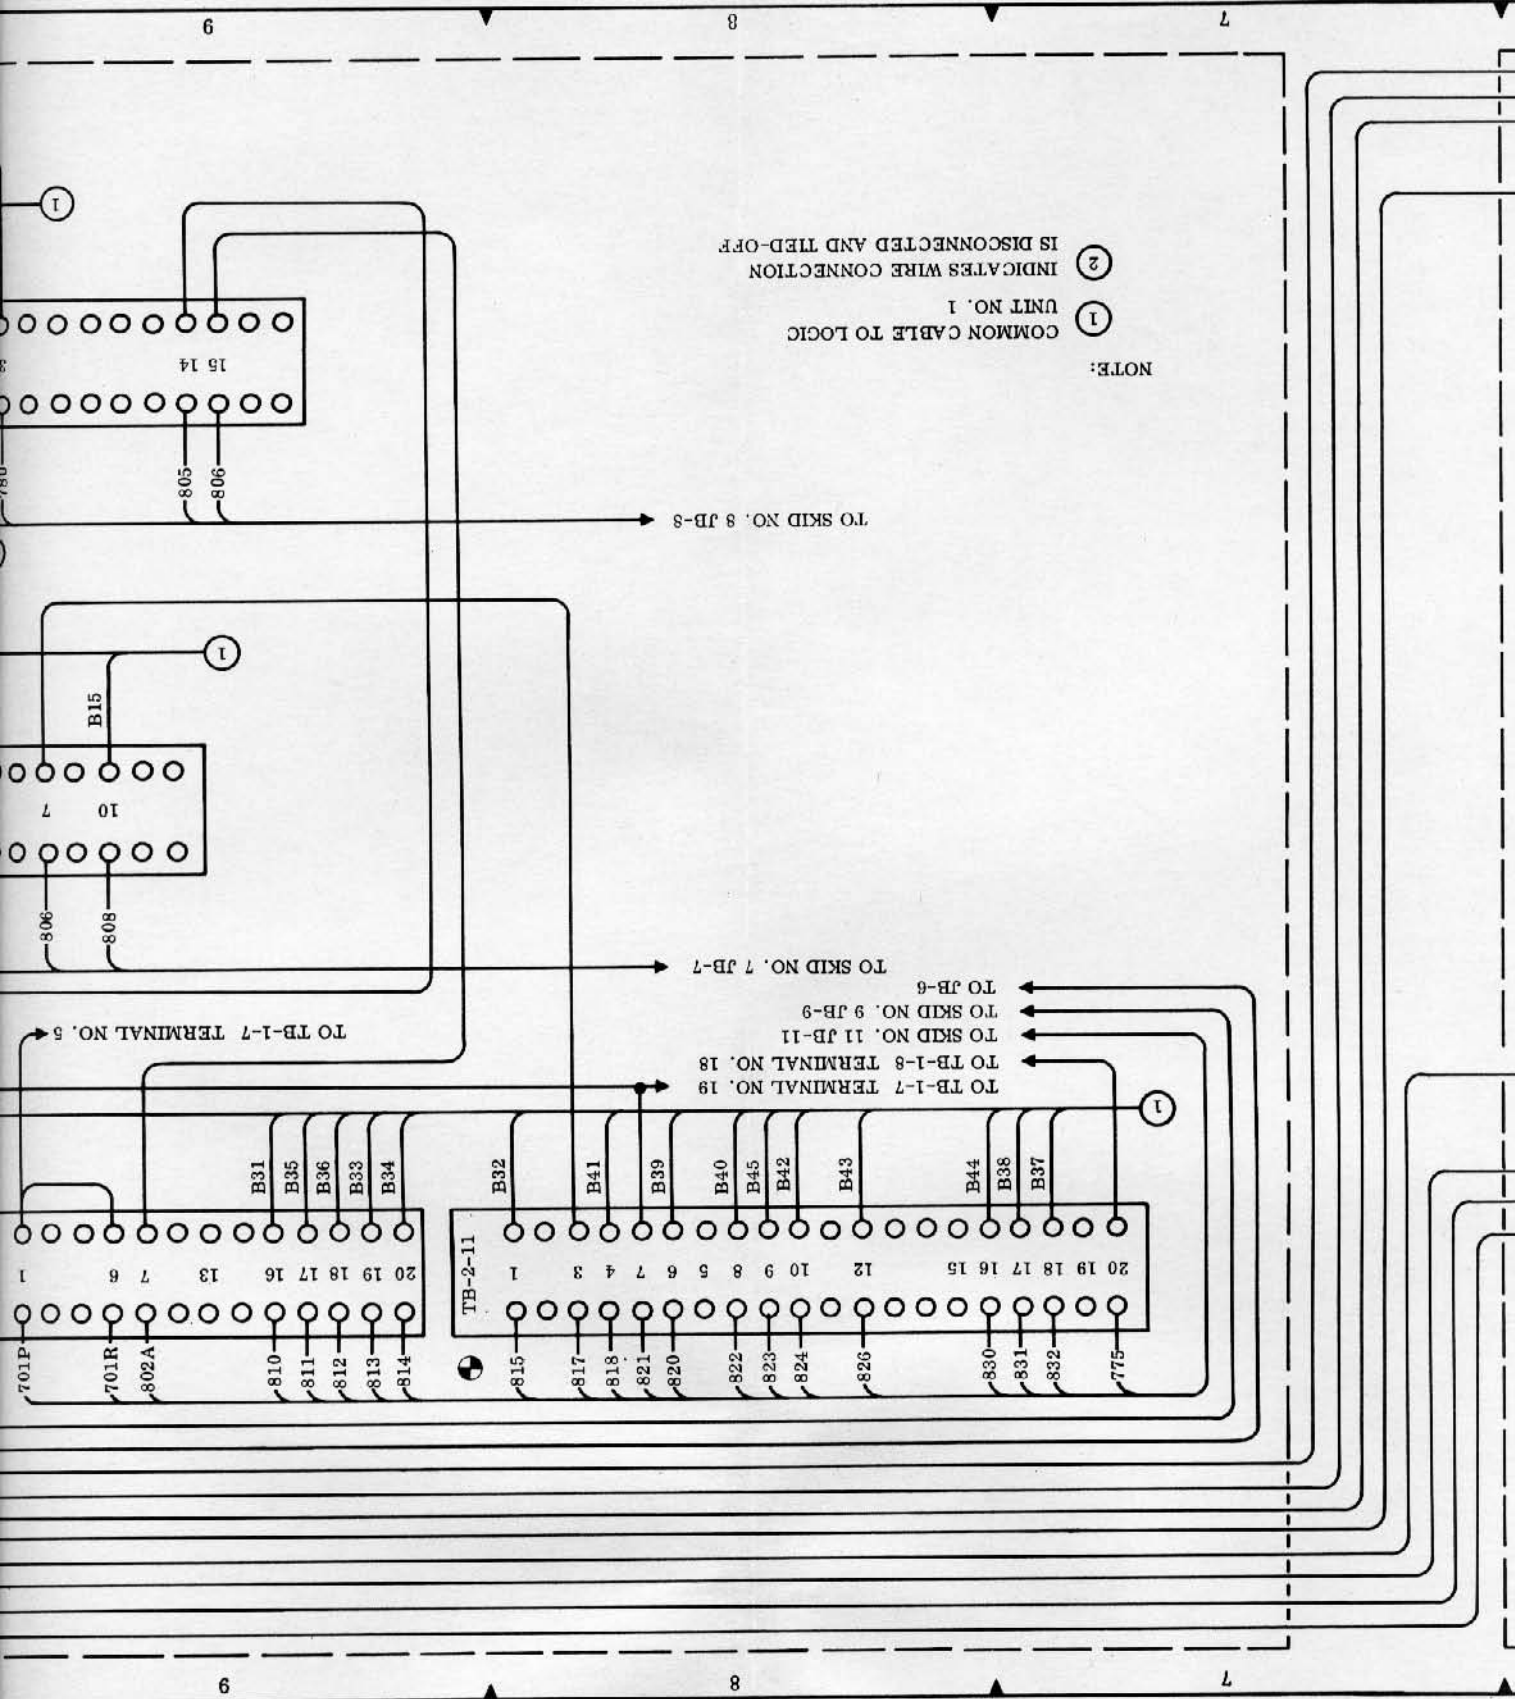 7 8 9
775
832
831
830
826
824
823
822
820
821
818
817
815
814
813
812
811
810
802A
701R
701P
20 19 18 17 16 15 12 10 9 8 5 6 7 4 3 1
TB-2-11
20 19 18 17 16 13 7 6 1
B37
B38
B44
B43
B42
B45
B40
B39
B41
B32
B34
B33
B36
B35
B31
1
TO TB-1-7 TERMINAL NO. 19
TO TB-1-8 TERMINAL NO. 18
TO SKID NO. 11 JB-11
TO SKID NO. 9 JB-9
TO JB-6
TO TB-1-7 TERMINAL NO. 5
TO SKID NO. 7 JB-7
808
806
10 7
B15
1
TO SKID NO. 8 JB-8
806
805
15 14
NOTE:
1 COMMON CABLE TO LOGIC
UNIT NO. 1
2 INDICATES WIRE CONNECTION
IS DISCONNECTED AND TIED-OFF
1
7 8 9